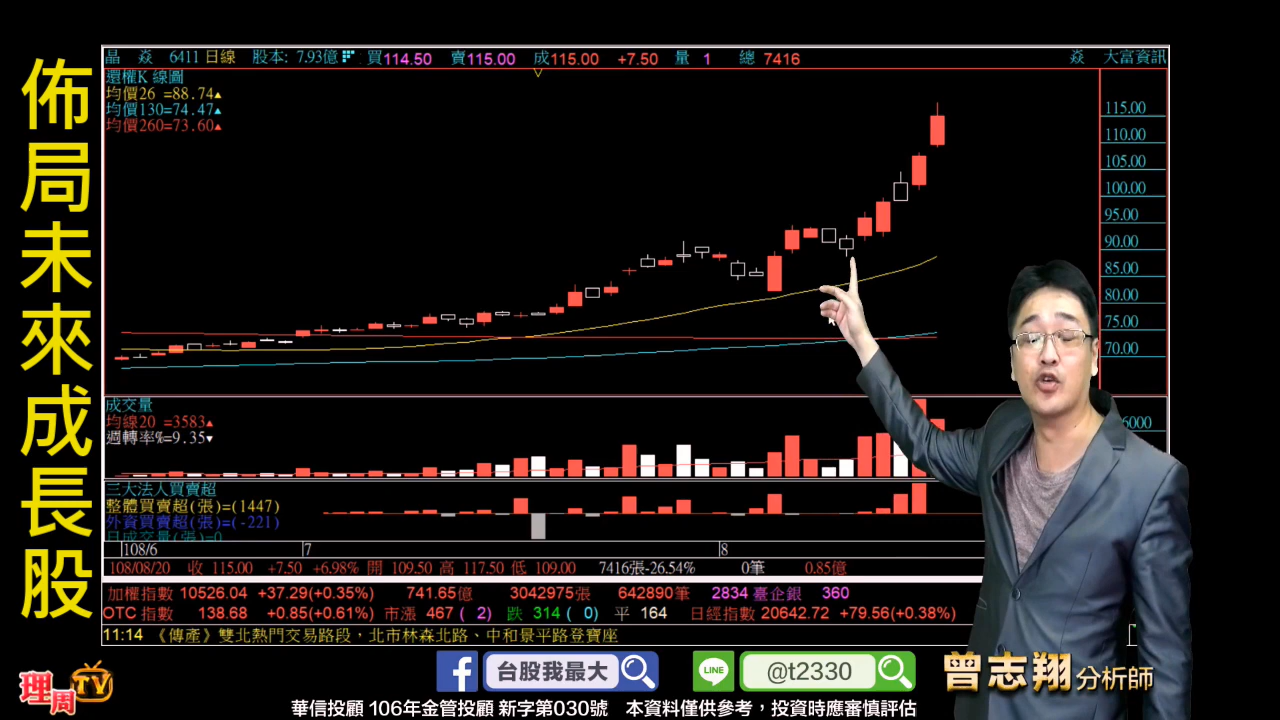 佈局未來成長股
晶 焱 6411日線 股本: 7.93億 買114.50 賣115.00 成115.00 +7.50 量 1 總 7416 焱 大富資訊
還權K 線圖
均價26 =88.74▲
均價130=74.47▲
均價260=73.60▲
115.00
110.00
105.00
100.00
95.00
90.00
85.00
80.00
75.00
70.00
成交量
均線20 =3583▲
週轉率%=9.35▼
6000
三大法人買賣超
整體買賣超(張)=(1447)
外資買賣超(張)=(-221)
日成交量(張)=0
108/6 7 8
108/08/20 收 115.00 +7.50 +6.98% 開 109.50 高 117.50 低 109.00 7416張-26.54% 0筆 0.85億
加權指數 10526.04 +37.29(+0.35%) 741.65億 3042975張 642890筆 2834 臺企銀 360
OTC 指數 138.68 +0.85(+0.61%) 市漲 467 ( 2) 跌 314 ( 0) 平 164 日經指數 20642.72 +79.56(+0.38%)
11:14 《傳產》雙北熱門交易路段，北市林森北路、中和景平路登寶座
理周TV
f 台股我最大 LINE @t2330
曾志翔分析師
華信投顧 106年金管投顧 新字第030號 本資料僅供參考，投資時應審慎評估